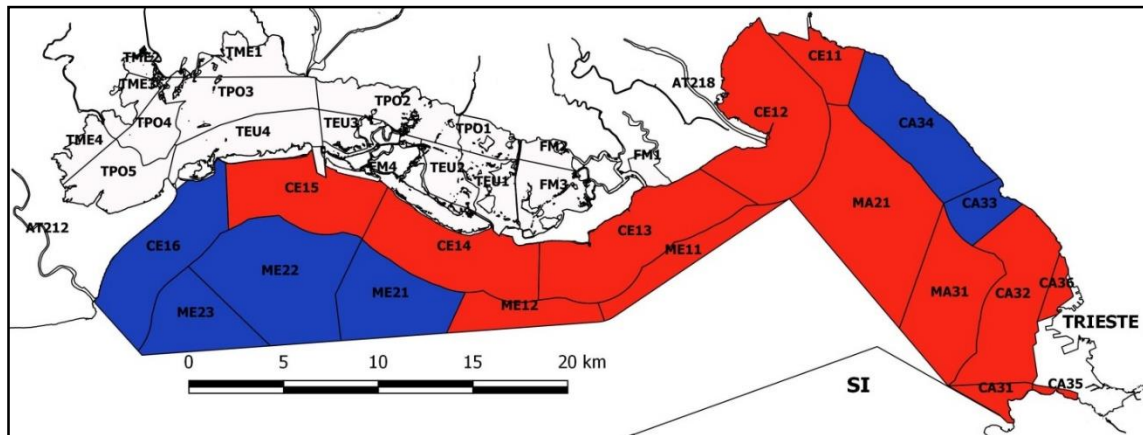 TME1
TME2
TME3
TPO3
TPO2
TPO4
TEU3
TEU4
TPO1
TME4
TPO5
FM4
TEU2
TEU1
FM2
FM3
FM1
AT218
CE11
CE12
CA34
CA33
CE15
CE16
AT212
CE14
CE13
ME11
MA21
ME22
ME21
ME23
ME12
MA31
CA32
CA36
TRIESTE
CA31
CA35
SI
0 5 10 15 20 km